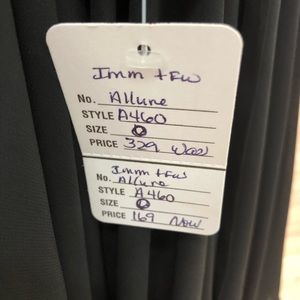 Imm + FW
No. Allure
STYLE A460
SIZE 0
PRICE 329 Was
Imm + FW
No. Allure
STYLE A460
SIZE 0
PRICE 169 Now